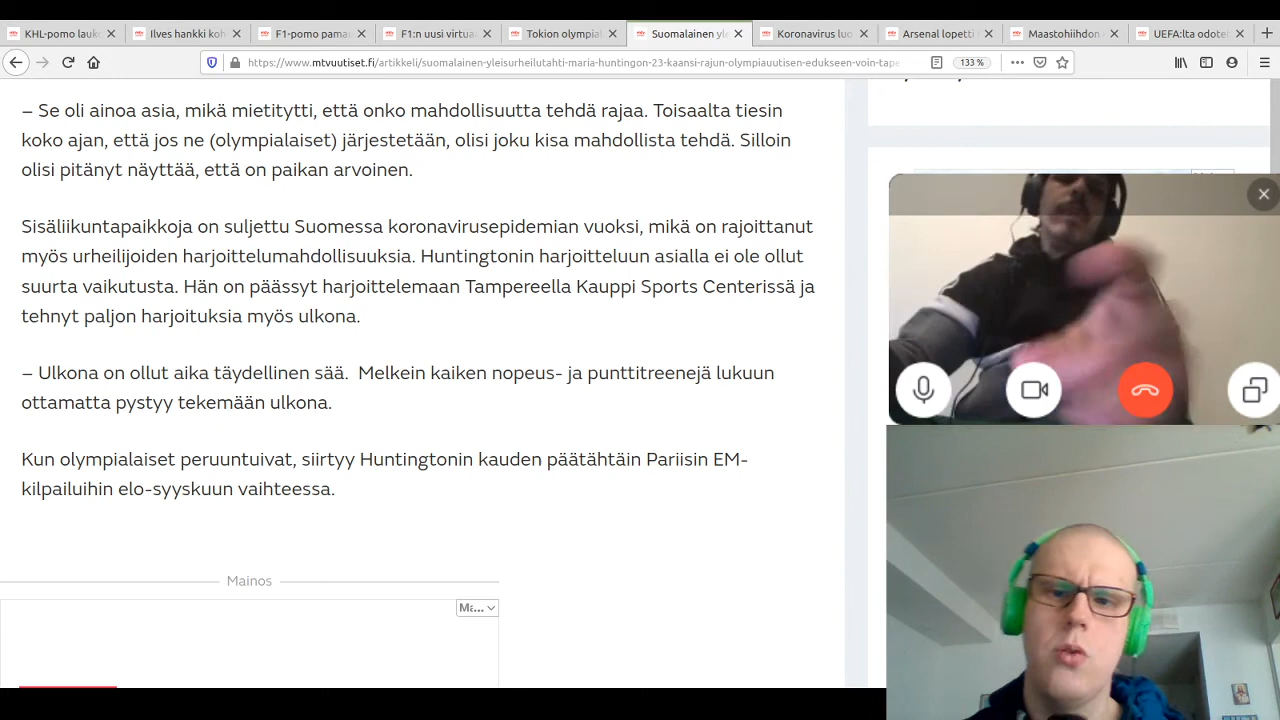 KHL-pomo lauk
Ilves hankki koh
F1-pomo pama
F1:n uusi virtua
Tokion olympia
Suomalainen yle
Koronavirus luo
Arsenal lopetti
Maastohiihdon
UEFA:lta odote
https://www.mtvuutiset.fi/artikkeli/suomalainen-yleisurheilutahti-maria-huntington-23-kaansi-rajun-olympiauutisen-edukseen-voin-tape
133 %
– Se oli ainoa asia, mikä mietitytti, että onko mahdollisuutta tehdä rajaa. Toisaalta tiesin
koko ajan, että jos ne (olympialaiset) järjestetään, olisi joku kisa mahdollista tehdä. Silloin
olisi pitänyt näyttää, että on paikan arvoinen.
Sisäliikuntapaikkoja on suljettu Suomessa koronavirusepidemian vuoksi, mikä on rajoittanut
myös urheilijoiden harjoittelumahdollisuuksia. Huntingtonin harjoitteluun asialla ei ole ollut
suurta vaikutusta. Hän on päässyt harjoittelemaan Tampereella Kauppi Sports Centerissä ja
tehnyt paljon harjoituksia myös ulkona.
– Ulkona on ollut aika täydellinen sää. Melkein kaiken nopeus- ja punttitreenejä lukuun
ottamatta pystyy tekemään ulkona.
Kun olympialaiset peruuntuivat, siirtyy Huntingtonin kauden päätähtäin Pariisin EM-
kilpailuihin elo-syyskuun vaihteessa.
Mainos
Ma...